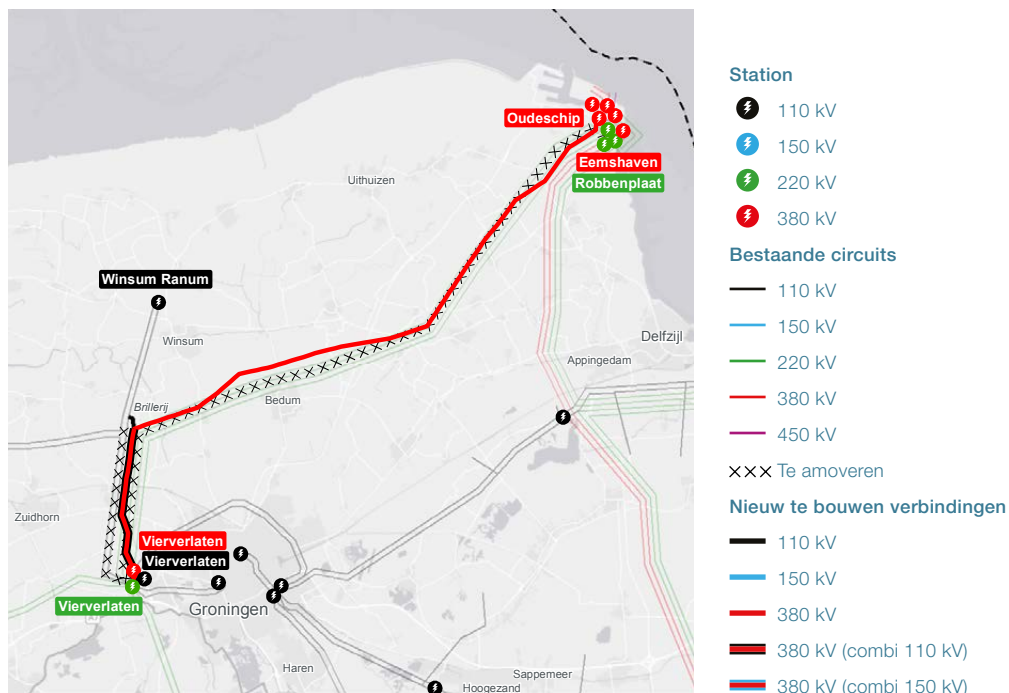 Oudeschip
Eemshaven
Robbenplaat
Uithuizen
Winsum Ranum
Winsum
Delfzijl
Appingedam
Brillerij
Bedum
Zuidhorn
Vierverlaten
Vierverlaten
Vierverlaten
Groningen
Haren
Sappemeer
Hoogezand
Station
110 kV
150 kV
220 kV
380 kV
Bestaande circuits
110 kV
150 kV
220 kV
380 kV
450 kV
××× Te amoveren
Nieuw te bouwen verbindingen
110 kV
150 kV
380 kV
380 kV (combi 110 kV)
380 kV (combi 150 kV)